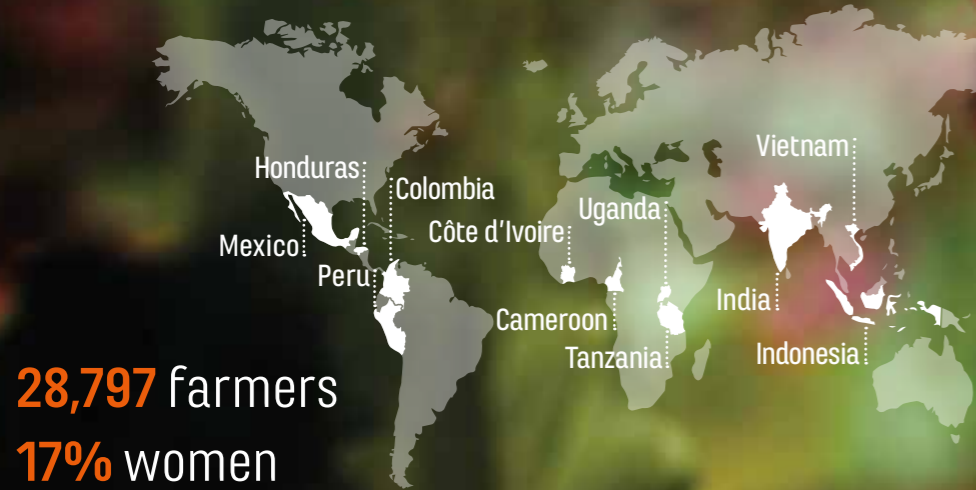 Vietnam
Honduras
Colombia
Uganda
Côte d'Ivoire
Mexico
Peru
India
Cameroon
Tanzania
Indonesia
28,797 farmers
17% women